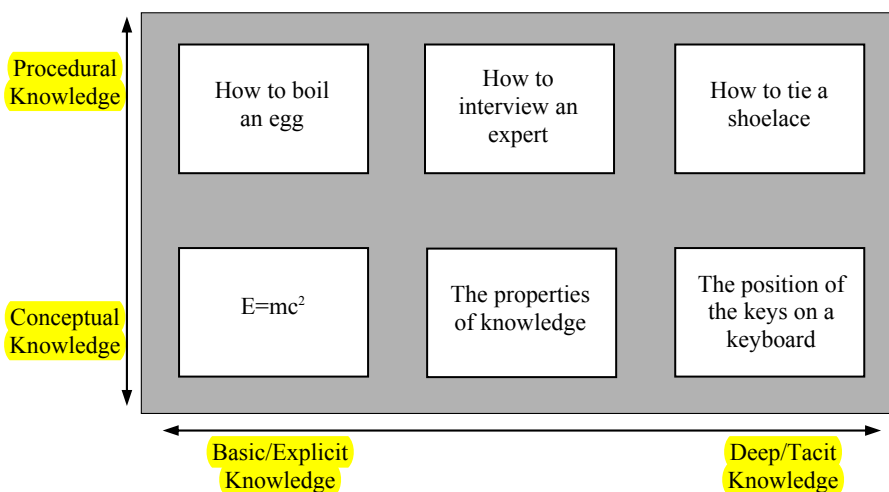 Procedural
Knowledge
How to boil
an egg
How to
interview an
expert
How to tie a
shoelace
Conceptual
Knowledge
E=mc²
The properties
of knowledge
The position of
the keys on a
keyboard
Basic/Explicit
Knowledge
Deep/Tacit
Knowledge